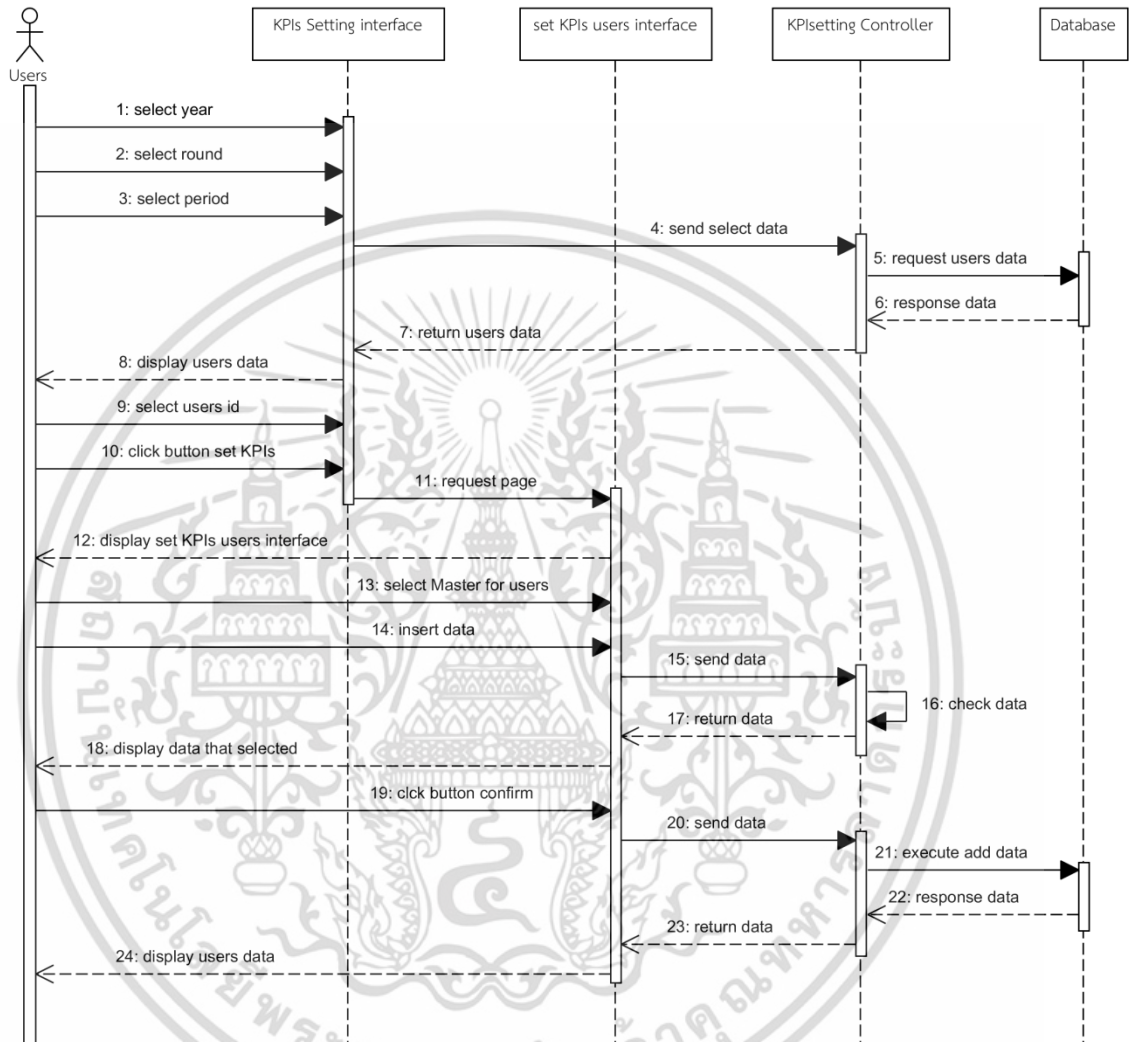 KPIs Setting interface
set KPIs users interface
KPIsetting Controller
Database
Users
1: select year
2: select round
3: select period
4: send select data
5: request users data
6: response data
7: return users data
8: display users data
9: select users id
10: click button set KPIs
11: request page
12: display set KPIs users interface
13: select Master for users
14: insert data
15: send data
16: check data
17: return data
18: display data that selected
19: clck button confirm
20: send data
21: execute add data
22: response data
23: return data
24: display users data